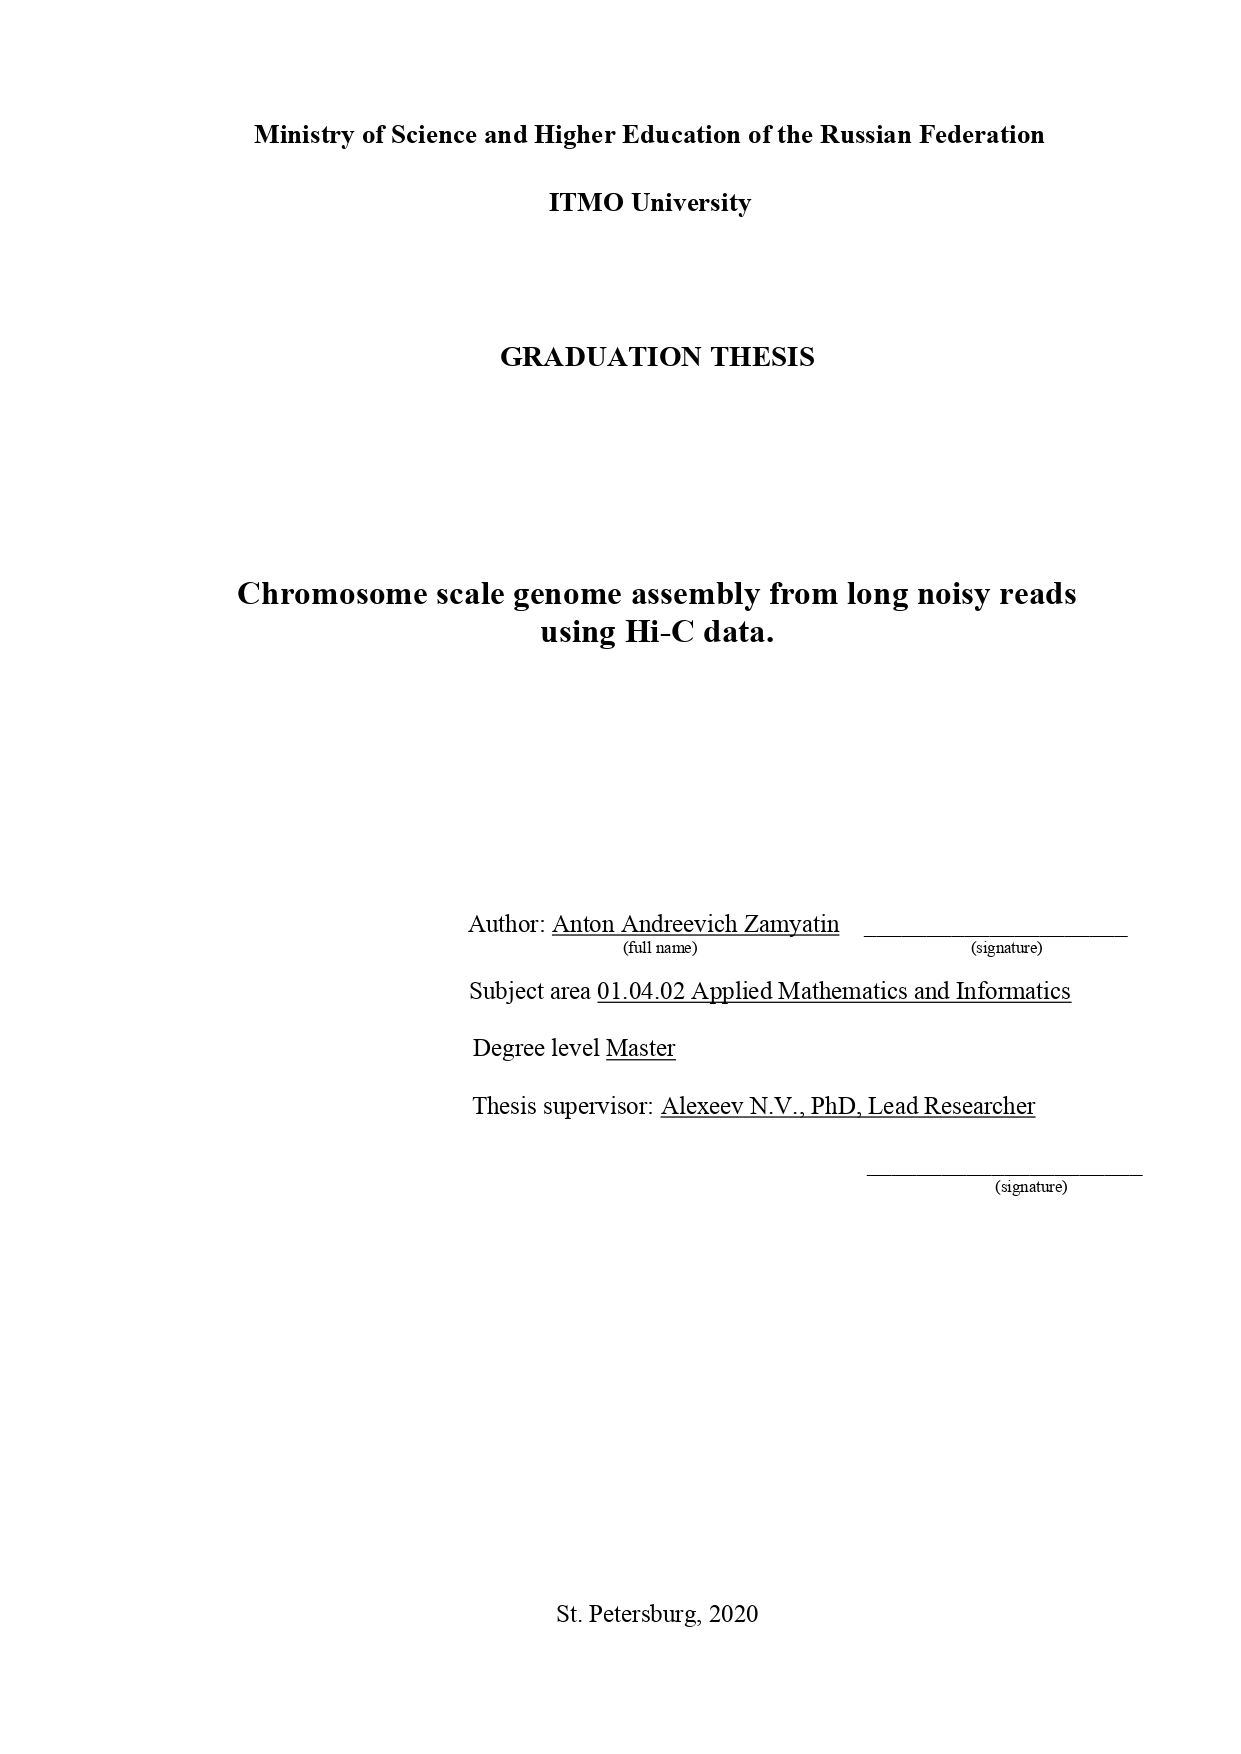 Ministry of Science and Higher Education of the Russian Federation
ITMO University
GRADUATION THESIS
Chromosome scale genome assembly from long noisy reads
using Hi-C data.
Author: Anton Andreevich Zamyatin ______________________
(full name) (signature)
Subject area 01.04.02 Applied Mathematics and Informatics
Degree level Master
Thesis supervisor: Alexeev N.V., PhD, Lead Researcher
_______________________
(signature)
St. Petersburg, 2020